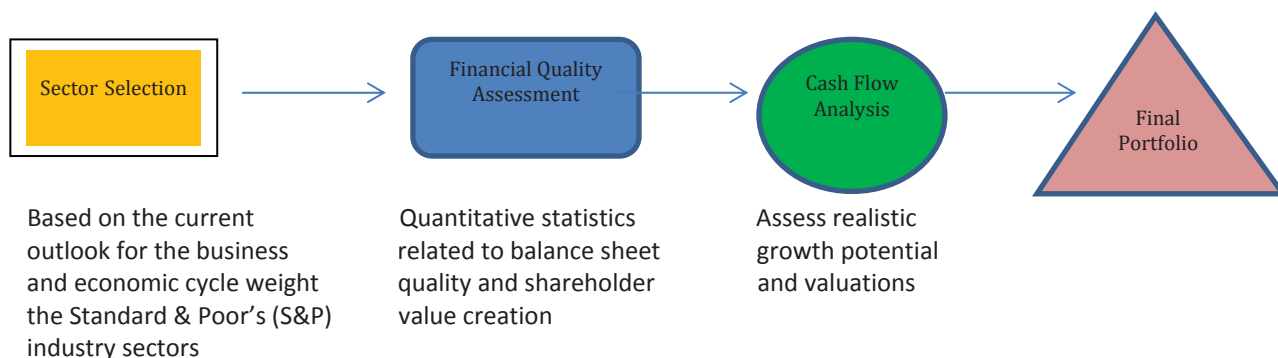 Sector Selection
Financial Quality
Assessment
Cash Flow
Analysis
Final
Portfolio
Based on the current
outlook for the business
and economic cycle weight
the Standard & Poor’s (S&P)
industry sectors
Quantitative statistics
related to balance sheet
quality and shareholder
value creation
Assess realistic
growth potential
and valuations